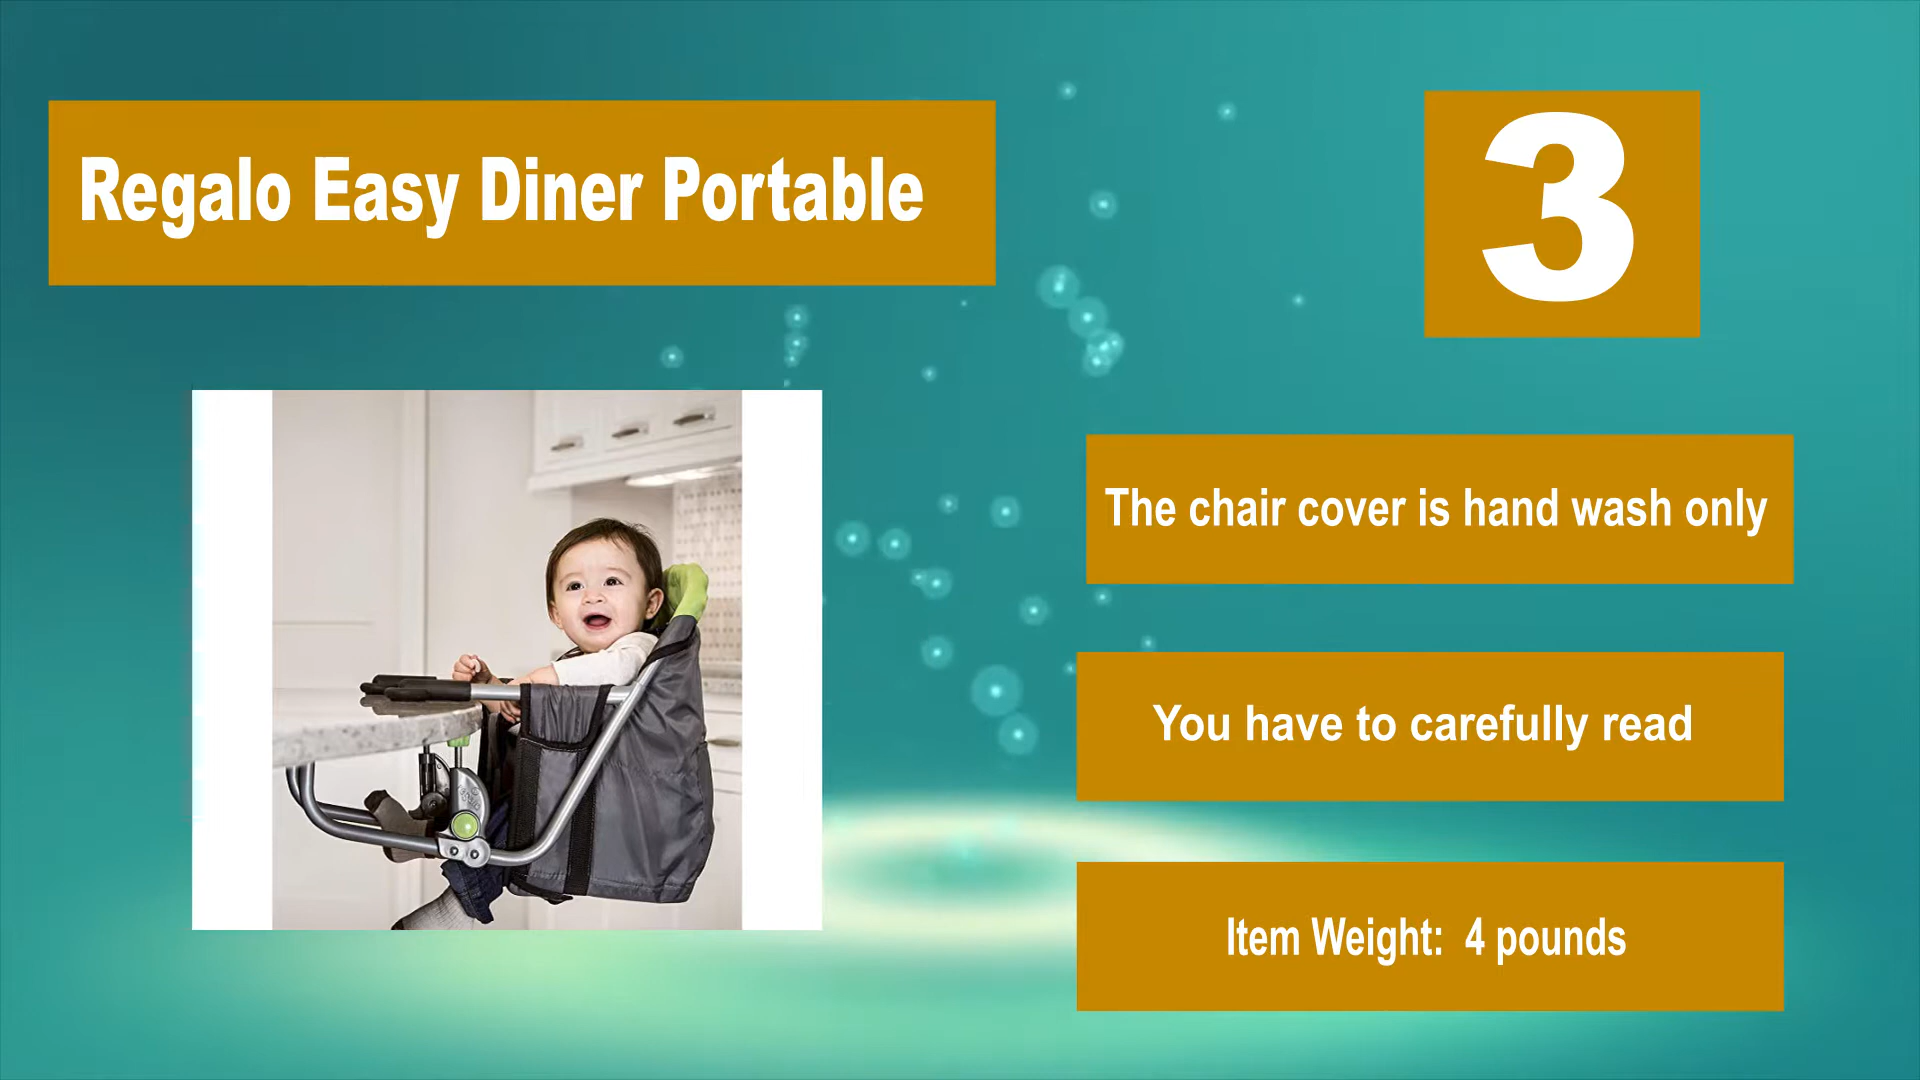 Regalo Easy Diner Portable
3
The chair cover is hand wash only
You have to carefully read
Item Weight: 4 pounds